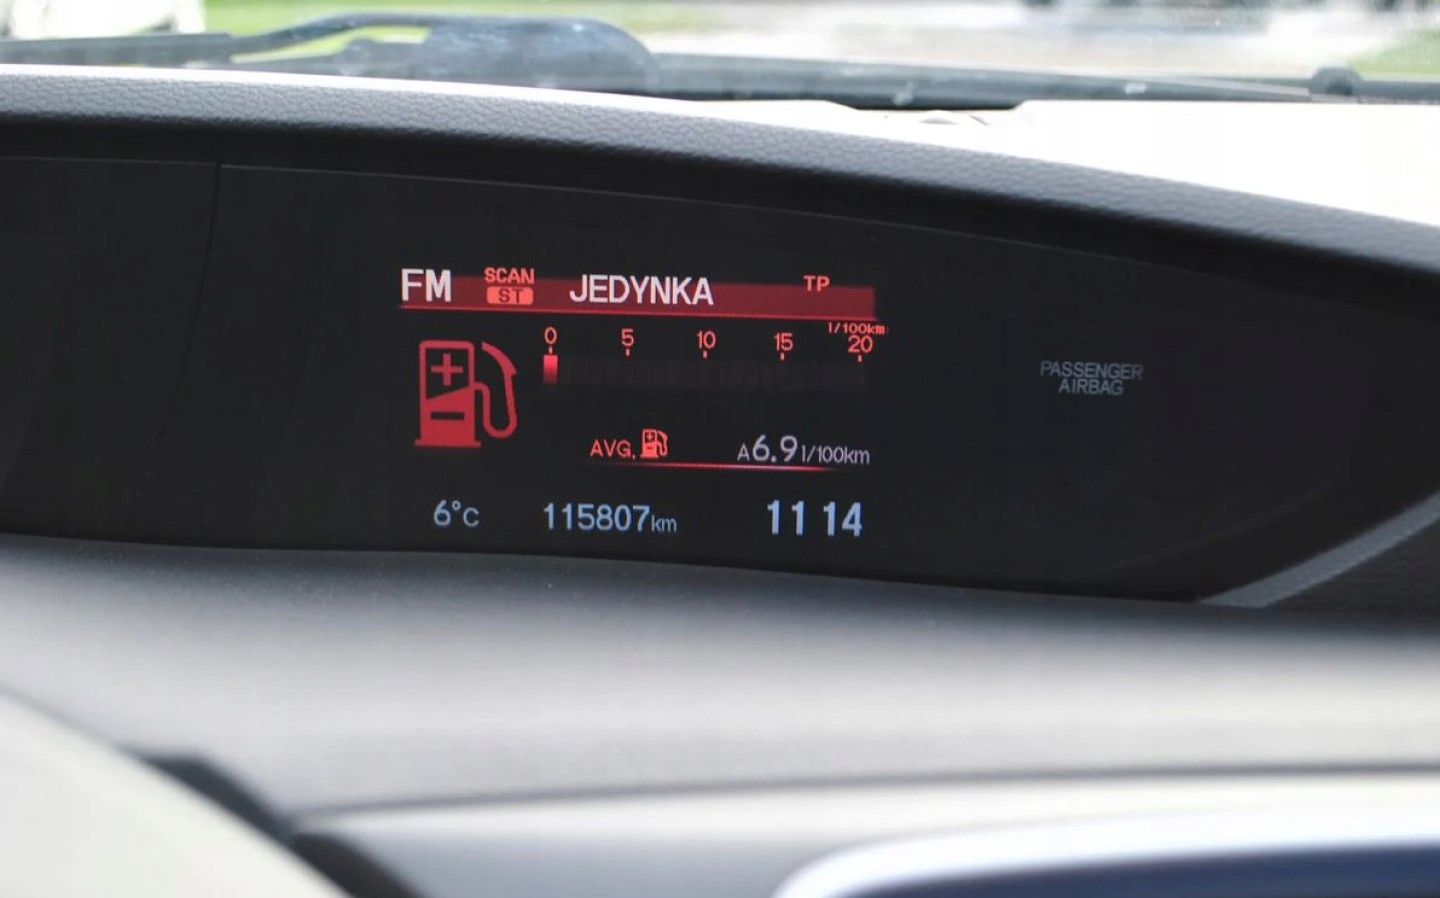 FM SCAN ST JEDYNKA TP
l/100km
0 5 10 15 20
AVG. A6.9 l/100km
6°C 115807km 11 14
PASSENGER
AIRBAG